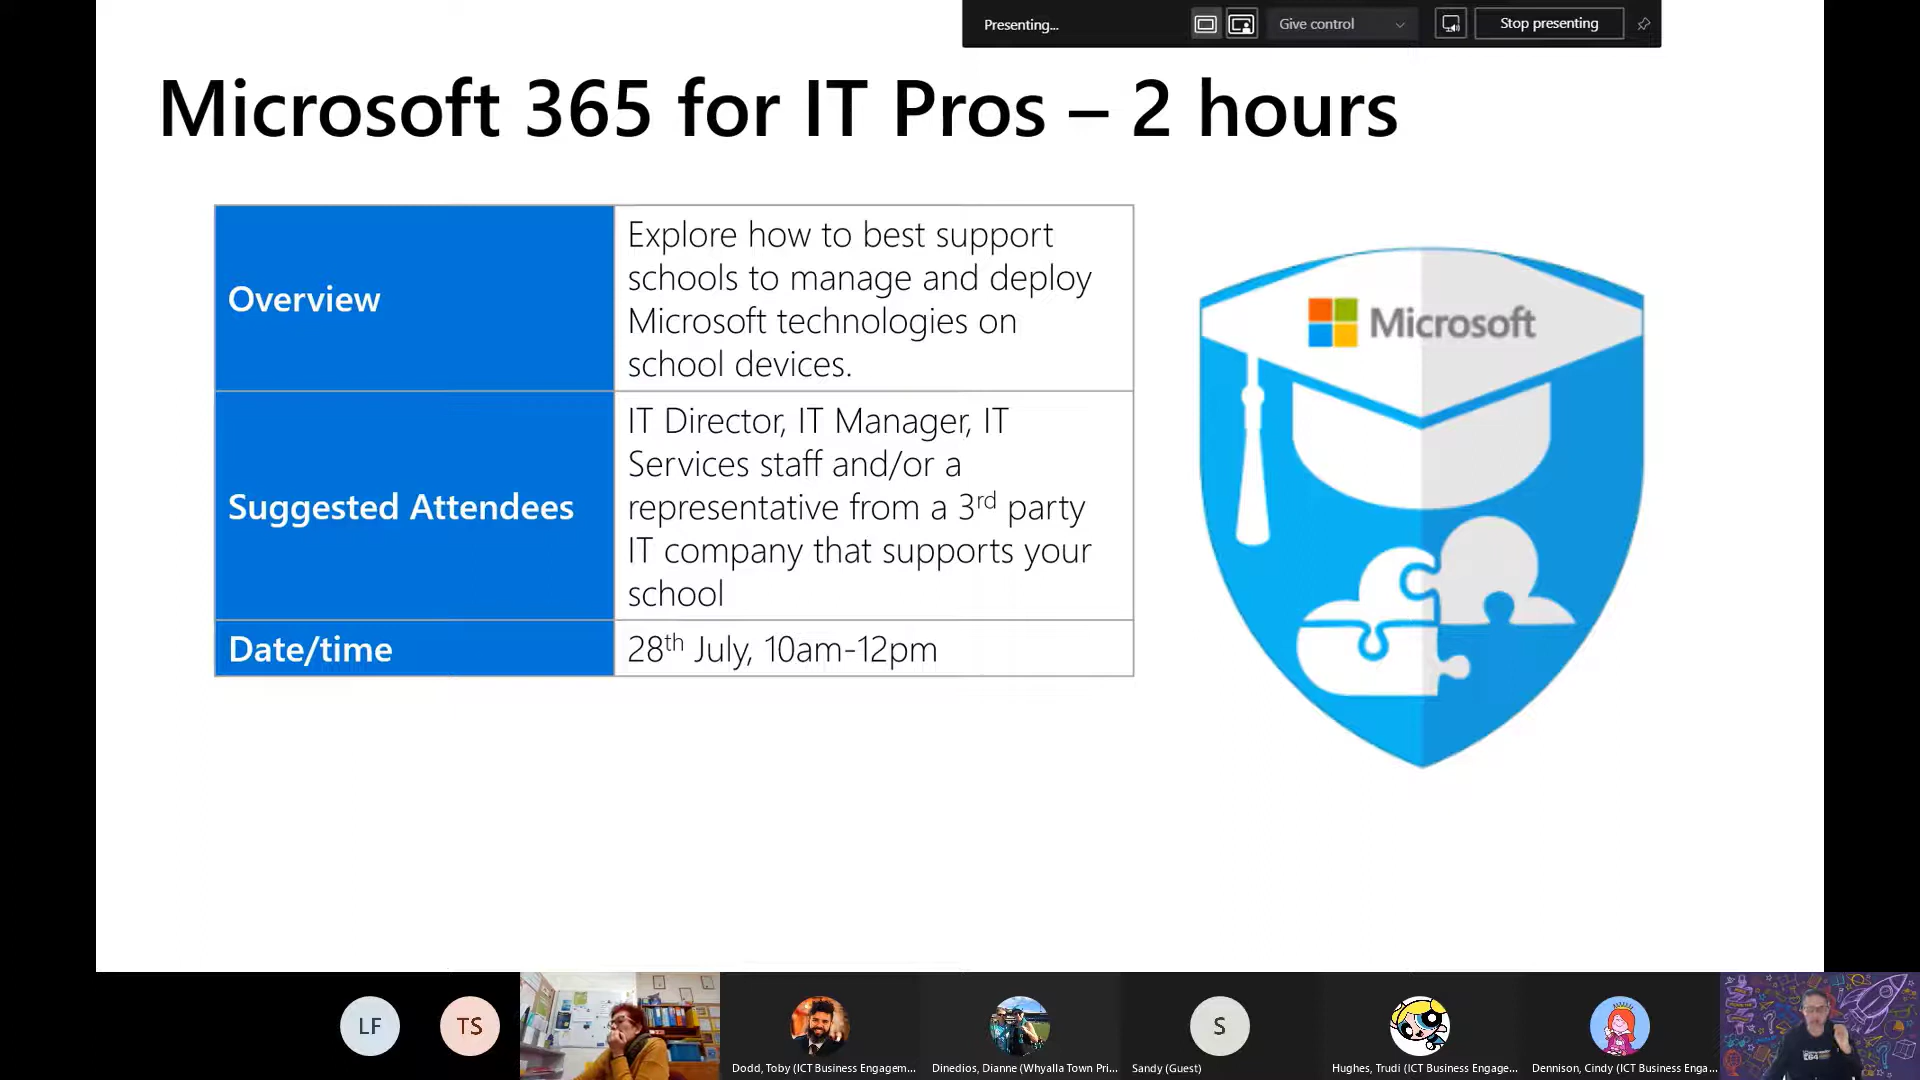 Presenting...
Give control
Stop presenting
Microsoft 365 for IT Pros – 2 hours
Overview
Explore how to best support
schools to manage and deploy
Microsoft technologies on
school devices.
Suggested Attendees
IT Director, IT Manager, IT
Services staff and/or a
representative from a 3rd party
IT company that supports your
school
Date/time
28th July, 10am-12pm
Microsoft
LF
TS
S
Dodd, Toby (ICT Business Engagem...
Dinedios, Dianne (Whyalla Town Pri...
Sandy (Guest)
Hughes, Trudi (ICT Business Engage...
Dennison, Cindy (ICT Business Enga...